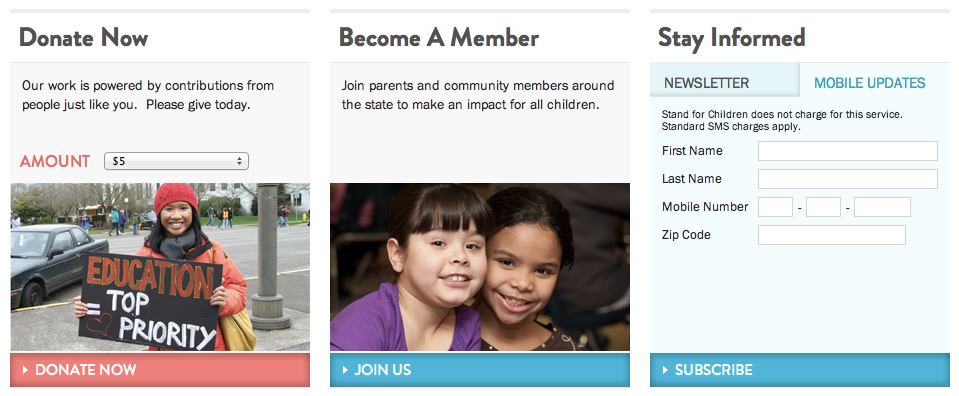 Donate Now
Our work is powered by contributions from
people just like you.  Please give today.
AMOUNT
$5
EDUCATION
= TOP
PRIORITY
DONATE NOW
Become A Member
Join parents and community members around
the state to make an impact for all children.
JOIN US
Stay Informed
NEWSLETTER
MOBILE UPDATES
Stand for Children does not charge for this service.
Standard SMS charges apply.
First Name
Last Name
Mobile Number - -
Zip Code
SUBSCRIBE